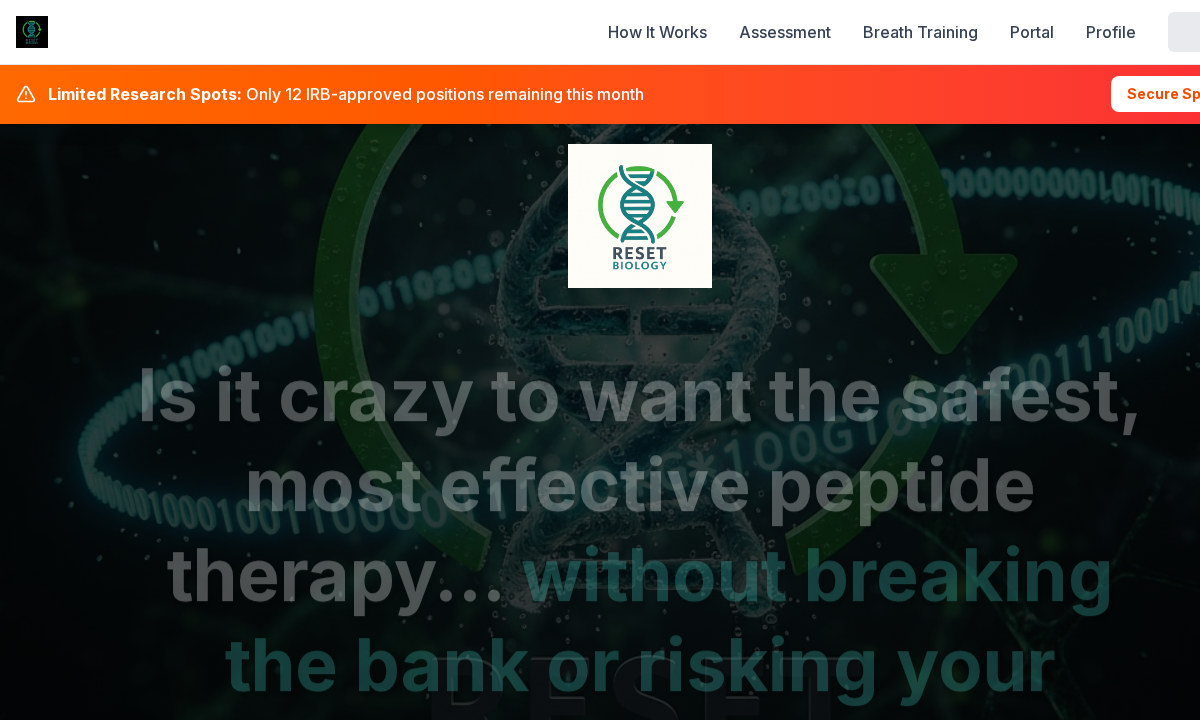 How It Works
Assessment
Breath Training
Portal
Profile
Limited Research Spots: Only 12 IRB-approved positions remaining this month
Secure Sp
RESET
BIOLOGY
Is it crazy to want the safest,
most effective peptide
therapy... without breaking
the bank or risking your
RESET